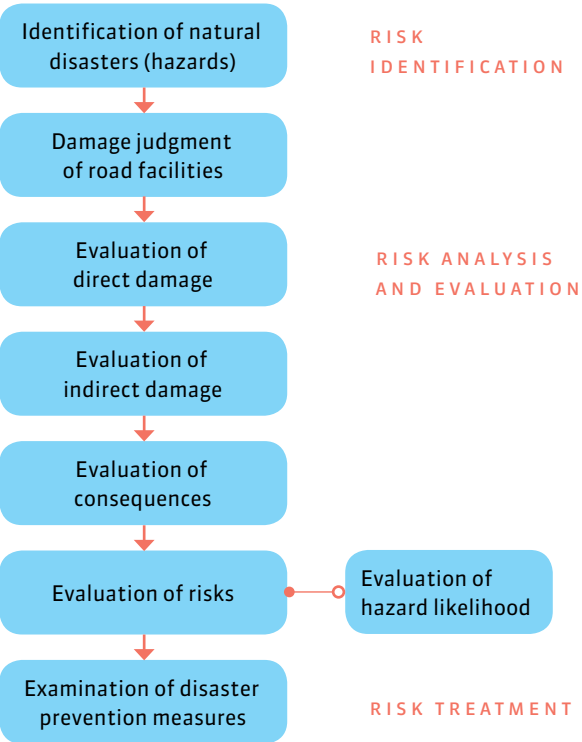 Identification of natural
disasters (hazards)
RISK
IDENTIFICATION
Damage judgment
of road facilities
Evaluation of
direct damage
RISK ANALYSIS
AND EVALUATION
Evaluation of
indirect damage
Evaluation of
consequences
Evaluation of risks
Evaluation of
hazard likelihood
Examination of disaster
prevention measures
RISK TREATMENT